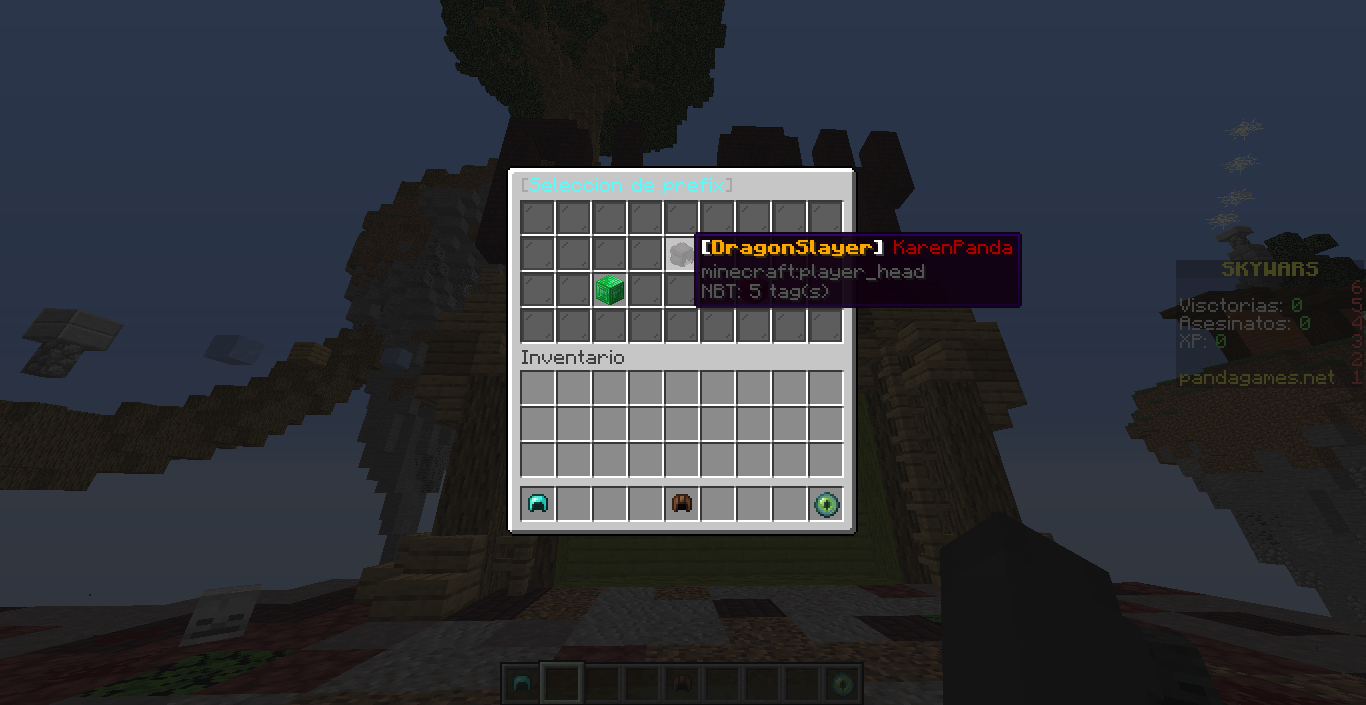 [Seleccion de prefix]
[DragonSlayer] KarenPanda
minecraft:player_head
NBT: 5 tag(s)
Inventario
SKYWARS
6
Visctorias: 0
5
Asesinatos: 0
4
XP: 0
3
2
pandagames.net
1